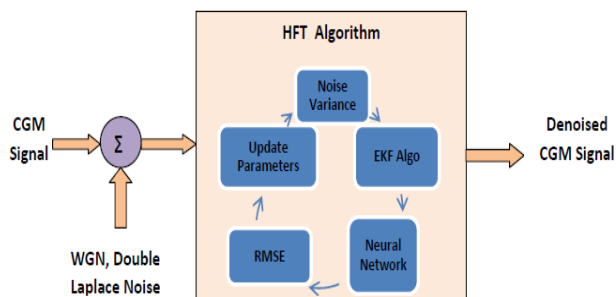 HFT Algorithm
Noise
Variance
CGM
Signal
Σ
Update
Parameters
EKF Algo
Denoised
CGM Signal
RMSE
Neural
Network
WGN, Double
Laplace Noise